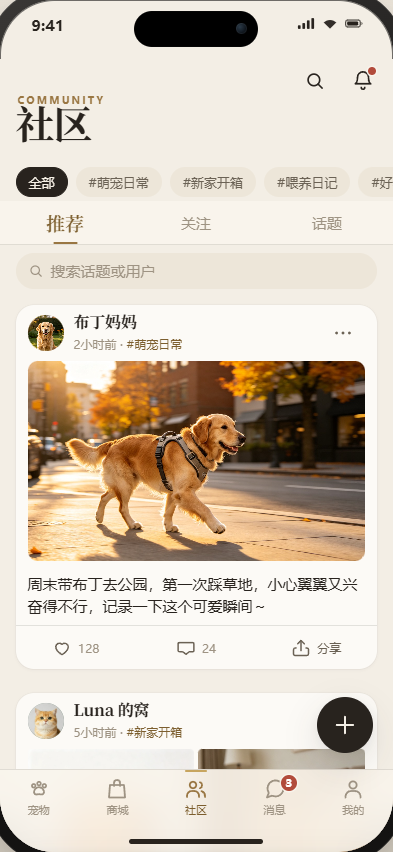 9:41
COMMUNITY
社区
全部 #萌宠日常 #新家开箱 #喂养日记 #好
推荐 关注 话题
搜索话题或用户
布丁妈妈
2小时前 · #萌宠日常
周末带布丁去公园，第一次踩草地，小心翼翼又兴
奋得不行，记录一下这个可爱瞬间～
128 24 分享
Luna 的窝
5小时前 · #新家开箱
3
宠物 商城 社区 消息 我的